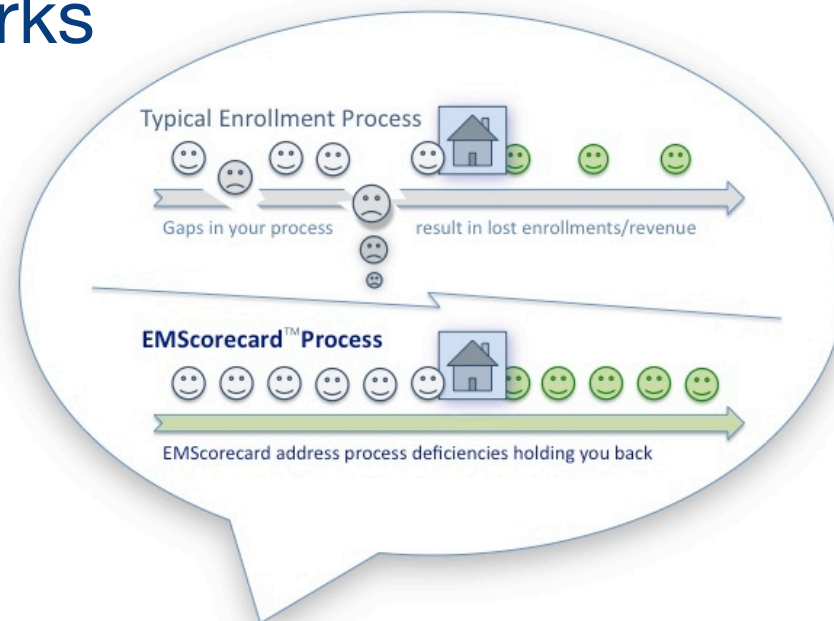 rks
Typical Enrollment Process
Gaps in your process result in lost enrollments/revenue
EMScorecard™Process
EMScorecard address process deficiencies holding you back